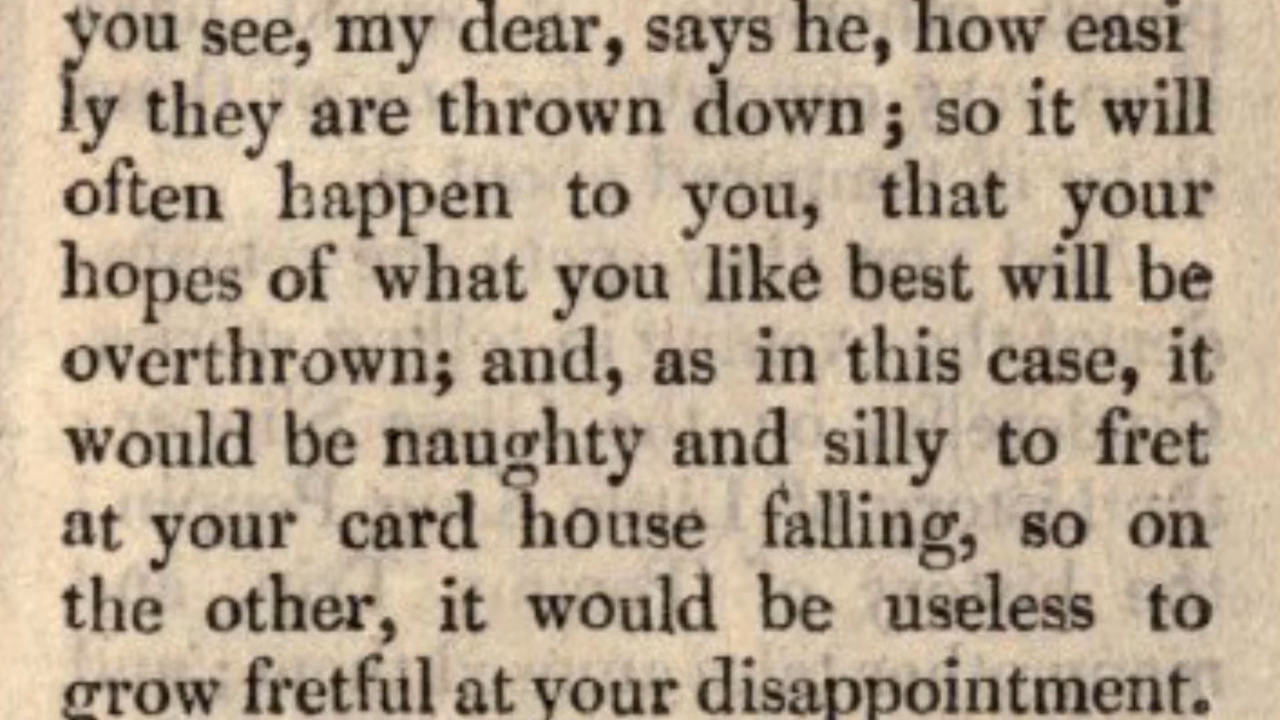 you see, my dear, says he, how easi
ly they are thrown down; so it will
often happen to you, that your
hopes of what you like best will be
overthrown; and, as in this case, it
would be naughty and silly to fret
at your card house falling, so on
the other, it would be useless to
grow fretful at your disappointment.